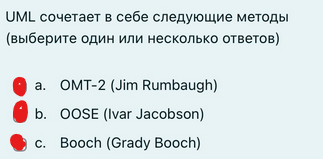 UML сочетает в себе следующие методы
(выберите один или несколько ответов)
a. OMT-2 (Jim Rumbaugh)
b. OOSE (Ivar Jacobson)
c. Booch (Grady Booch)